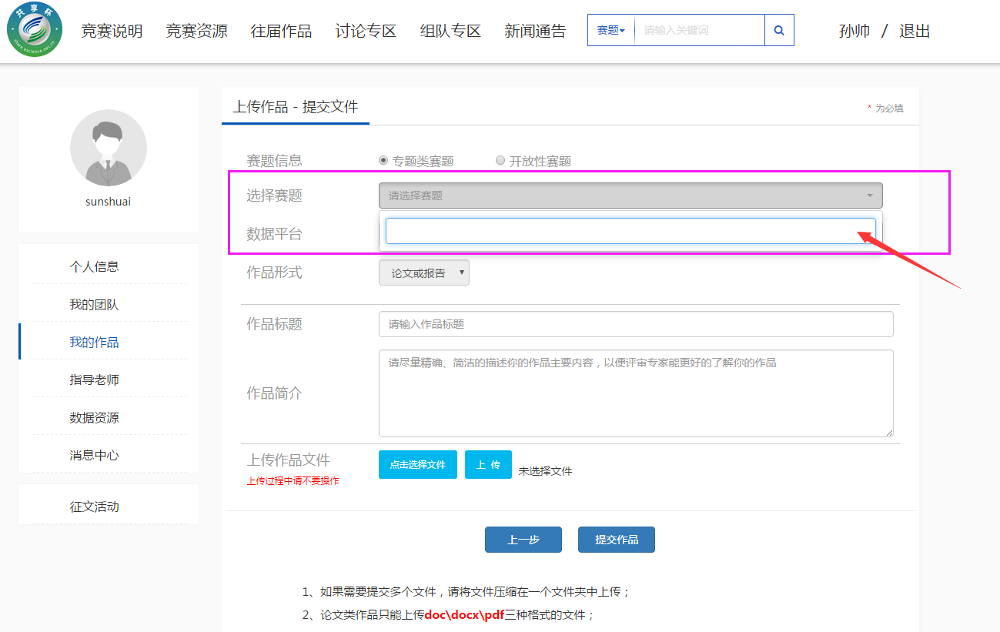 共享杯
share.escience.net.cn
竞赛说明 竞赛资源 往届作品 讨论专区 组队专区 新闻通告 赛题 请输入关键词 孙帅 / 退出
sunshuai
个人信息
我的团队
我的作品
指导老师
数据资源
消息中心
征文活动
上传作品 - 提交文件 * 为必填
赛题信息 专题类赛题 开放性赛题
选择赛题 请选择赛题
数据平台
作品形式 论文或报告
作品标题 请输入作品标题
作品简介 请尽量精确、简洁的描述你的作品主要内容，以便评审专家能更好的了解你的作品
上传作品文件 点击选择文件 上 传 未选择文件
上传过程中请不要操作
上一步 提交作品
1、如果需要提交多个文件，请将文件压缩在一个文件夹中上传；
2、论文类作品只能上传doc\docx\pdf三种格式的文件；